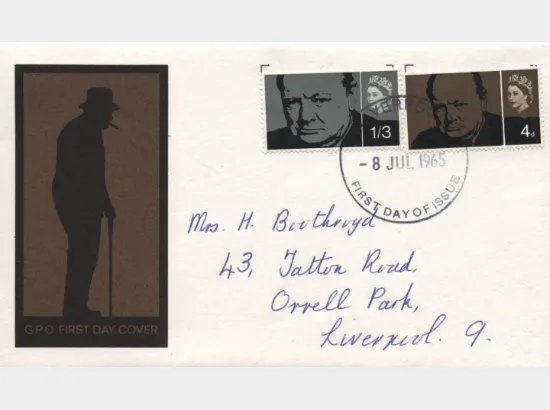 1/3
4d
- 8 JUL 1965
FIRST DAY OF ISSUE
Mrs. H. Boothroyd
43, Tatton Road.
Orrell Park,
Liverpool. 9.
GPO FIRST DAY COVER